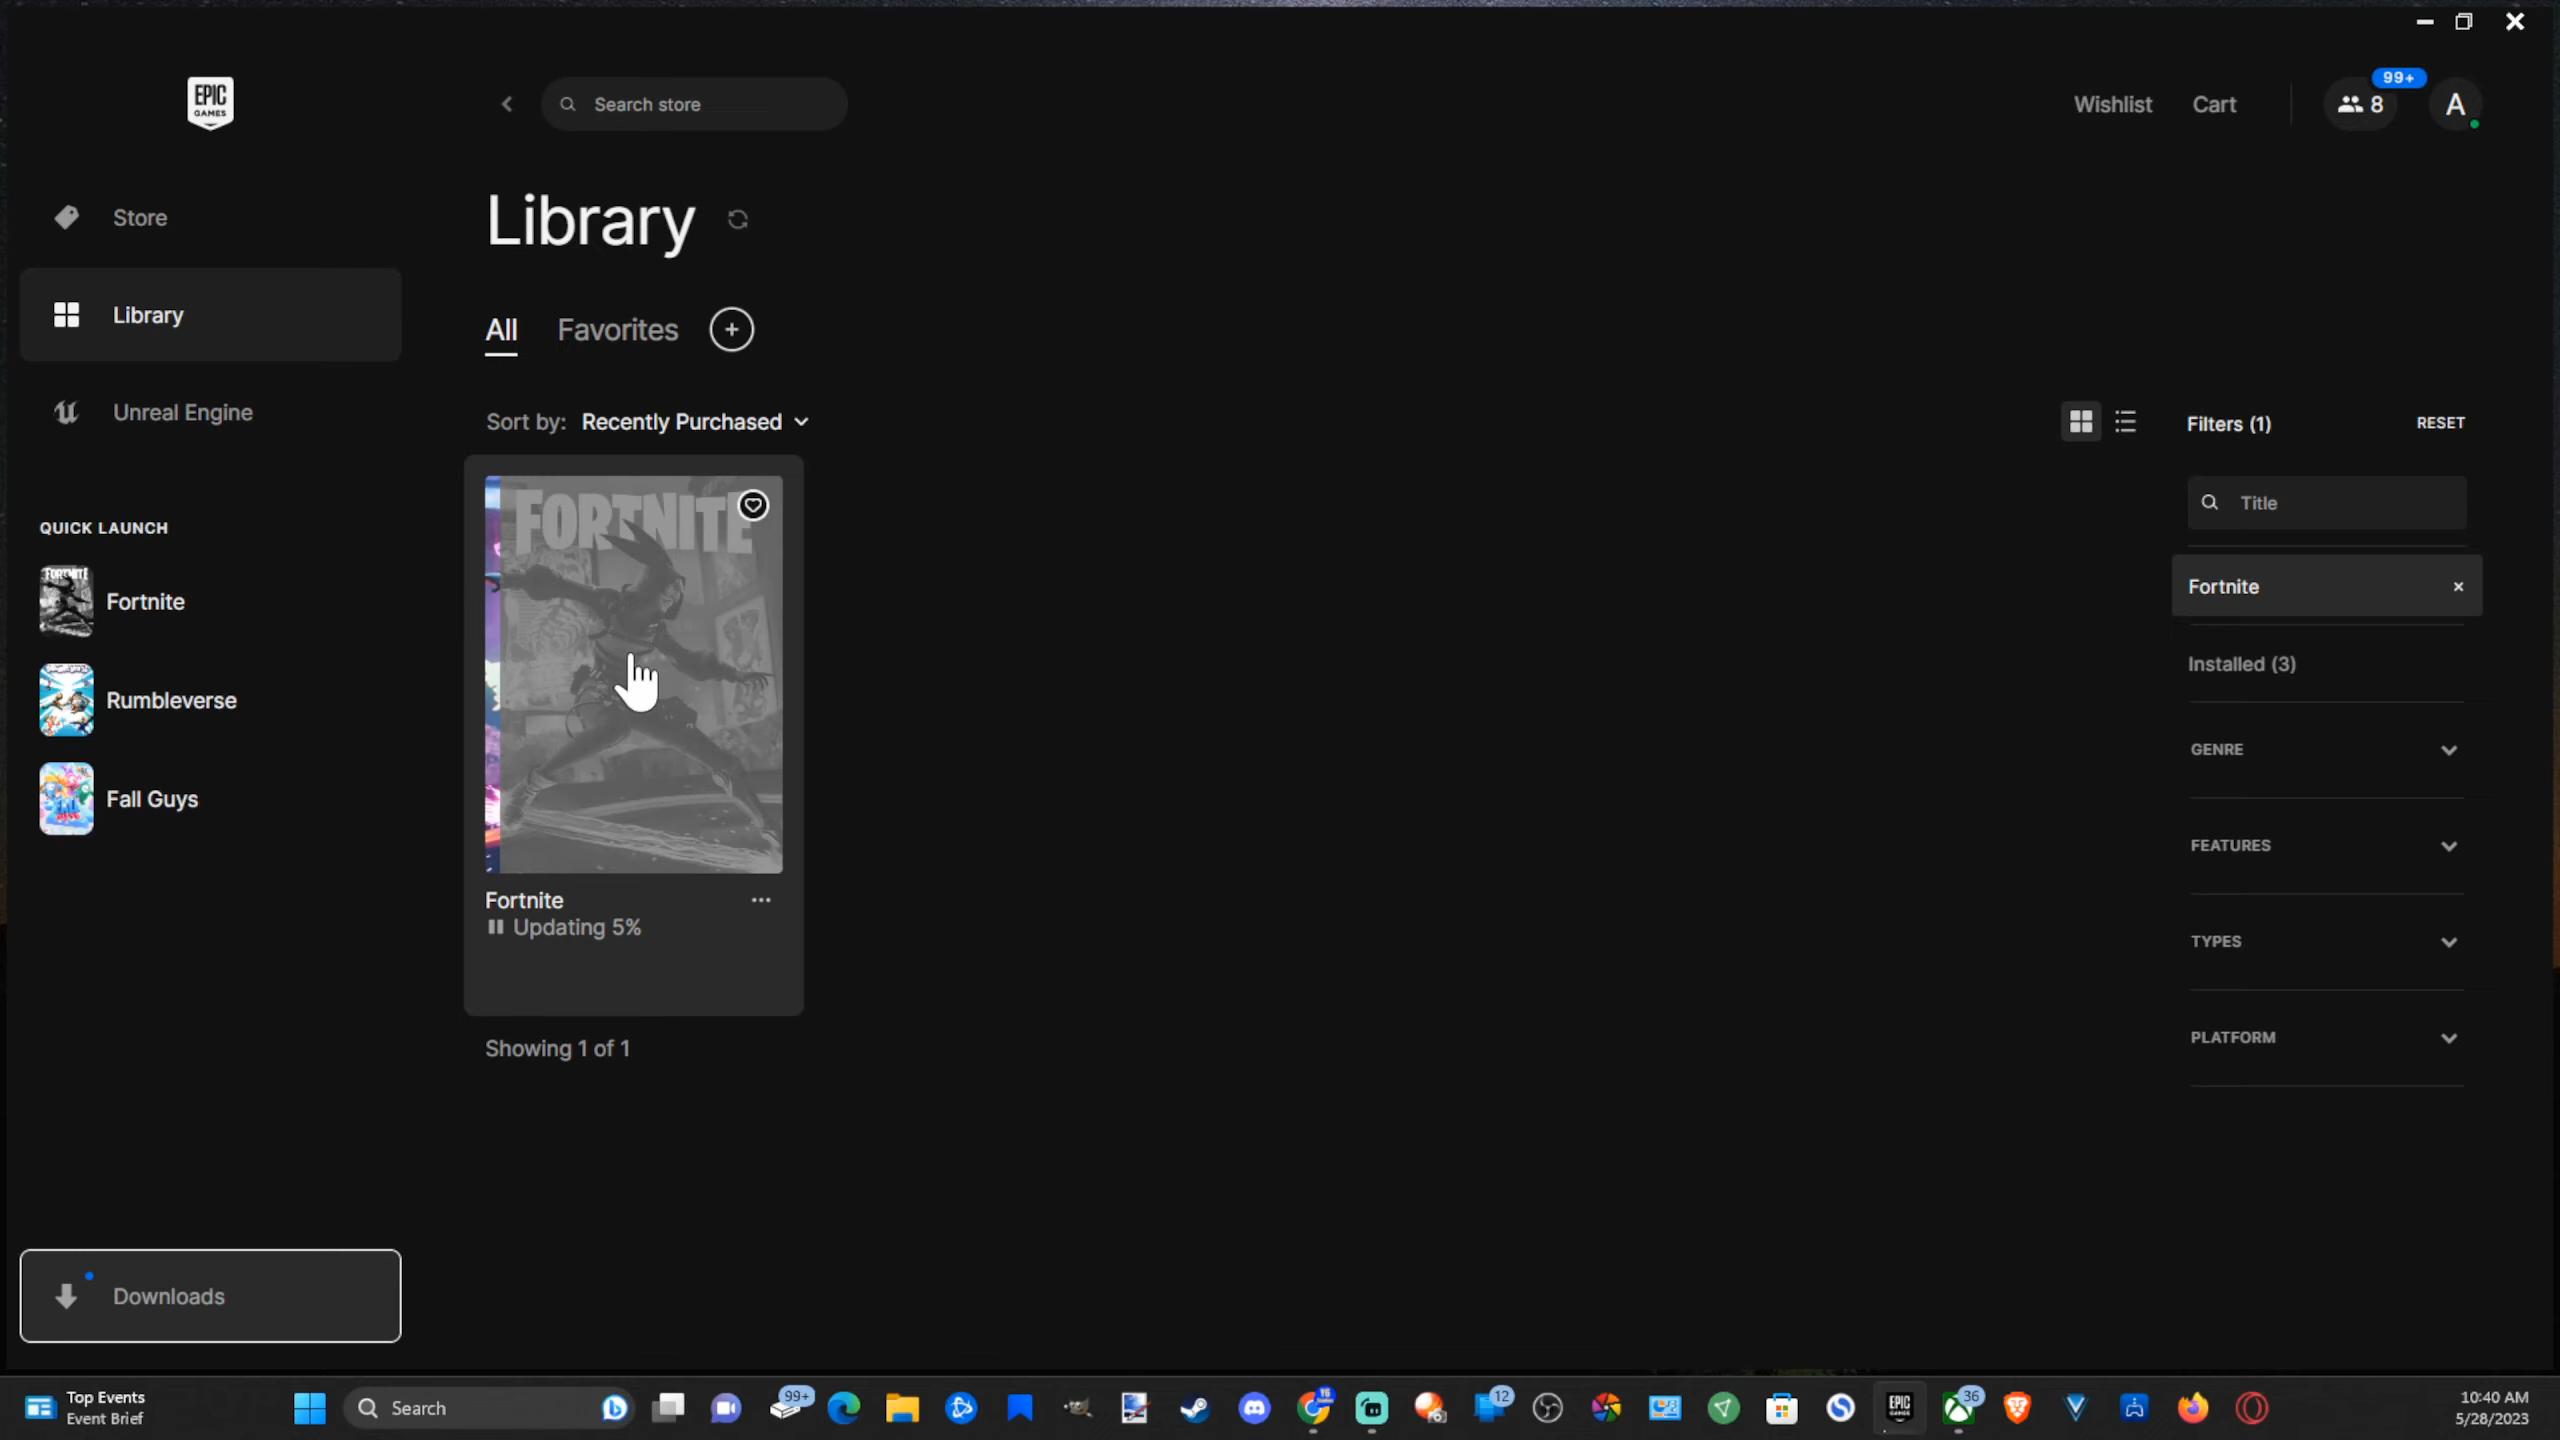 EPIC
GAMES
Search store
Wishlist
Cart
8
99+
A
Store
Library
Unreal Engine
QUICK LAUNCH
FORTNITE
Fortnite
Rumbleverse
Fall Guys
Downloads
Library
All
Favorites
+
Sort by: Recently Purchased
FORTNITE
Fortnite
Updating 5%
Showing 1 of 1
Filters (1)
RESET
Title
Fortnite
Installed (3)
GENRE
FEATURES
TYPES
PLATFORM
Top Events
Event Brief
Search
99+
12
EPIC
GAMES
36
10:40 AM
5/28/2023